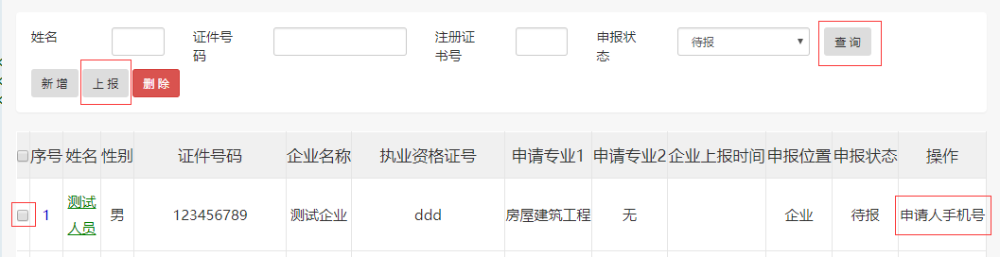 姓名 证件号码 注册证书号 申报状态 待报 查 询
新 增 上 报 删 除
序号 姓名 性别 证件号码 企业名称 执业资格证号 申请专业1 申请专业2 企业上报时间 申报位置 申报状态 操作
1 测试人员 男 123456789 测试企业 ddd 房屋建筑工程 无 企业 待报 申请人手机号